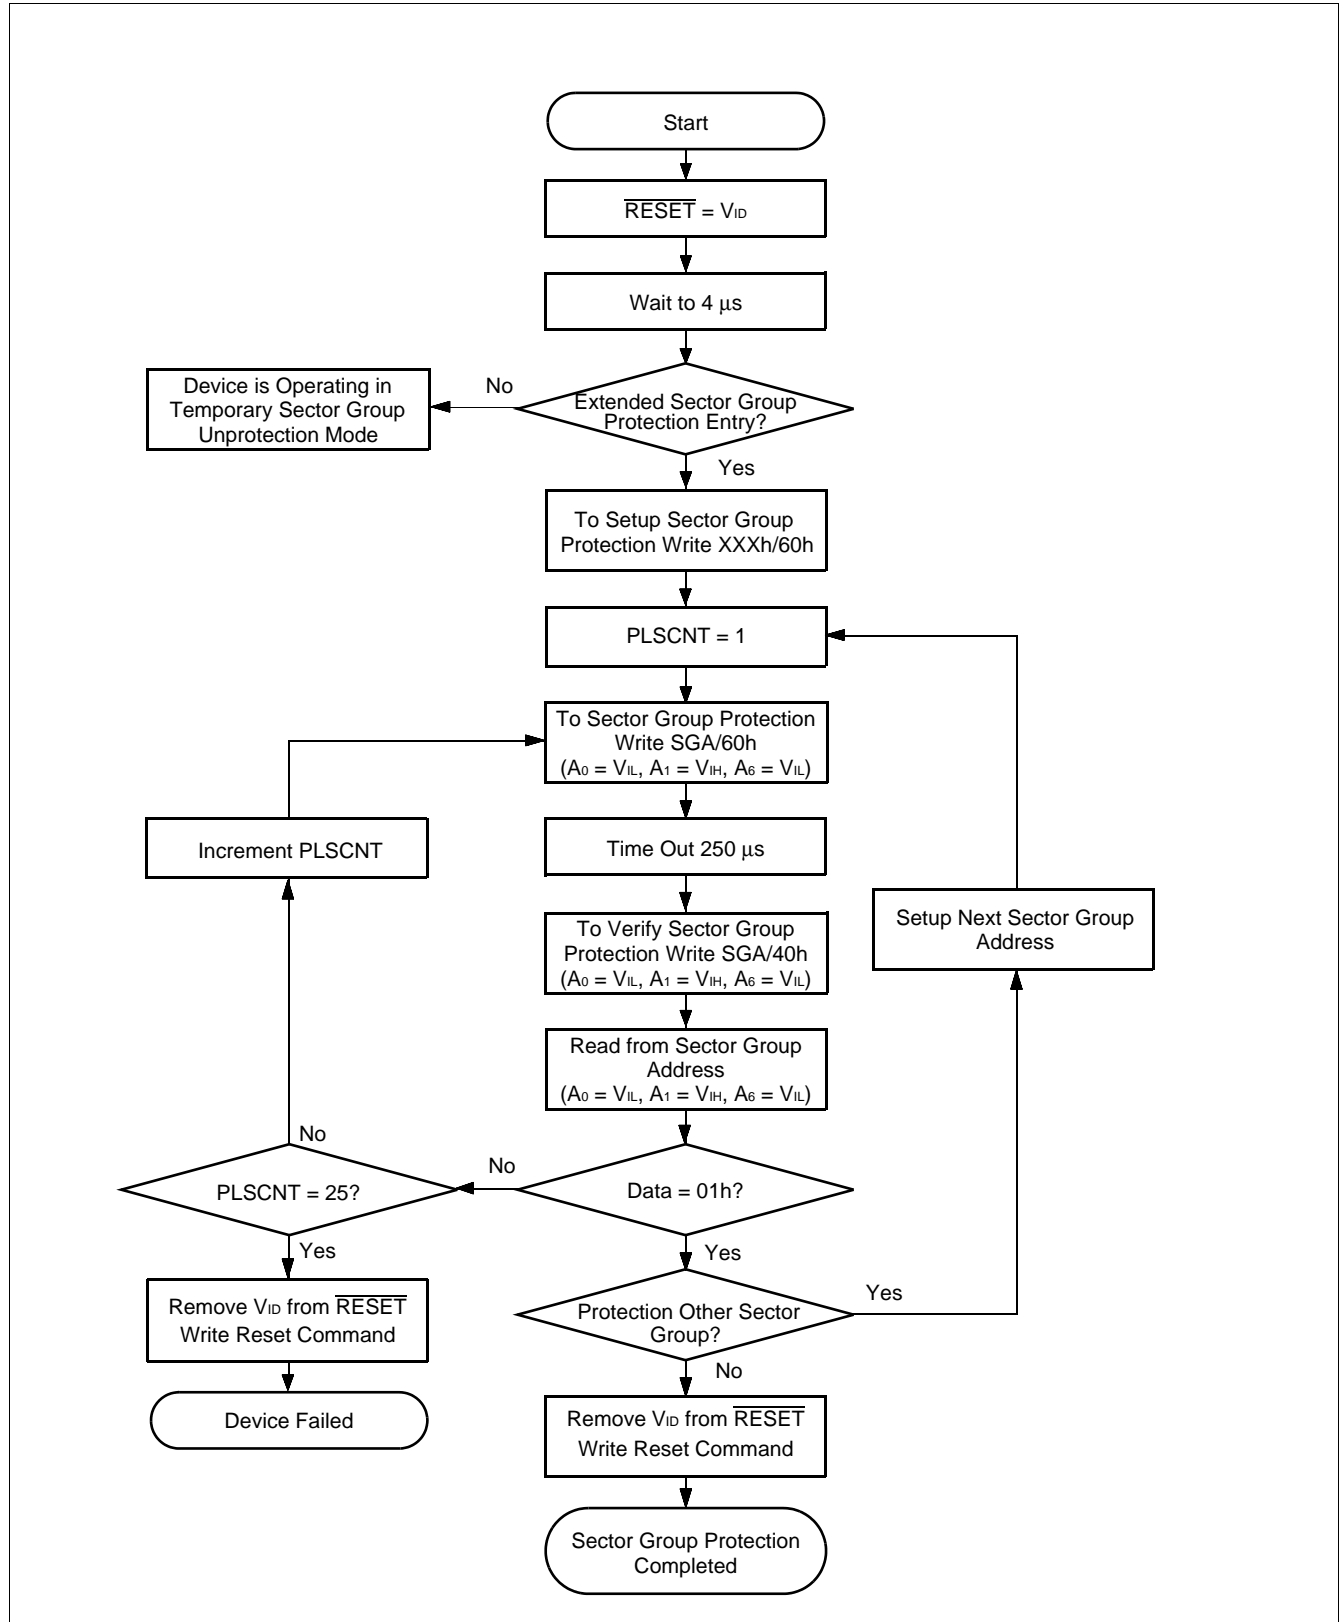 Start
RESET = VID
Wait to 4 μs
Device is Operating in
Temporary Sector Group
Unprotection Mode
No
Extended Sector Group
Protection Entry?
Yes
To Setup Sector Group
Protection Write XXXh/60h
PLSCNT = 1
To Sector Group Protection
Write SGA/60h
(A0 = VIL, A1 = VIH, A6 = VIL)
Increment PLSCNT
Time Out 250 μs
Setup Next Sector Group
Address
To Verify Sector Group
Protection Write SGA/40h
(A0 = VIL, A1 = VIH, A6 = VIL)
Read from Sector Group
Address
(A0 = VIL, A1 = VIH, A6 = VIL)
No
PLSCNT = 25?
No
Data = 01h?
Yes
Yes
Remove VID from RESET
Write Reset Command
Protection Other Sector
Group?
Yes
No
Device Failed
Remove VID from RESET
Write Reset Command
Sector Group Protection
Completed